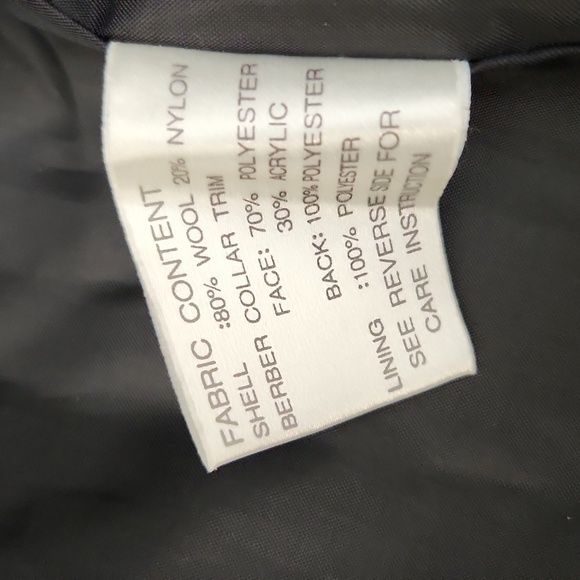 FABRIC CONTENT
SHELL :80% WOOL 20% NYLON
BERBER COLLAR TRIM
FACE: 70% POLYESTER
30% ACRYLIC
BACK: 100% POLYESTER
LINING :100% POLYESTER
SEE REVERSE SIDE FOR
CARE INSTRUCTION